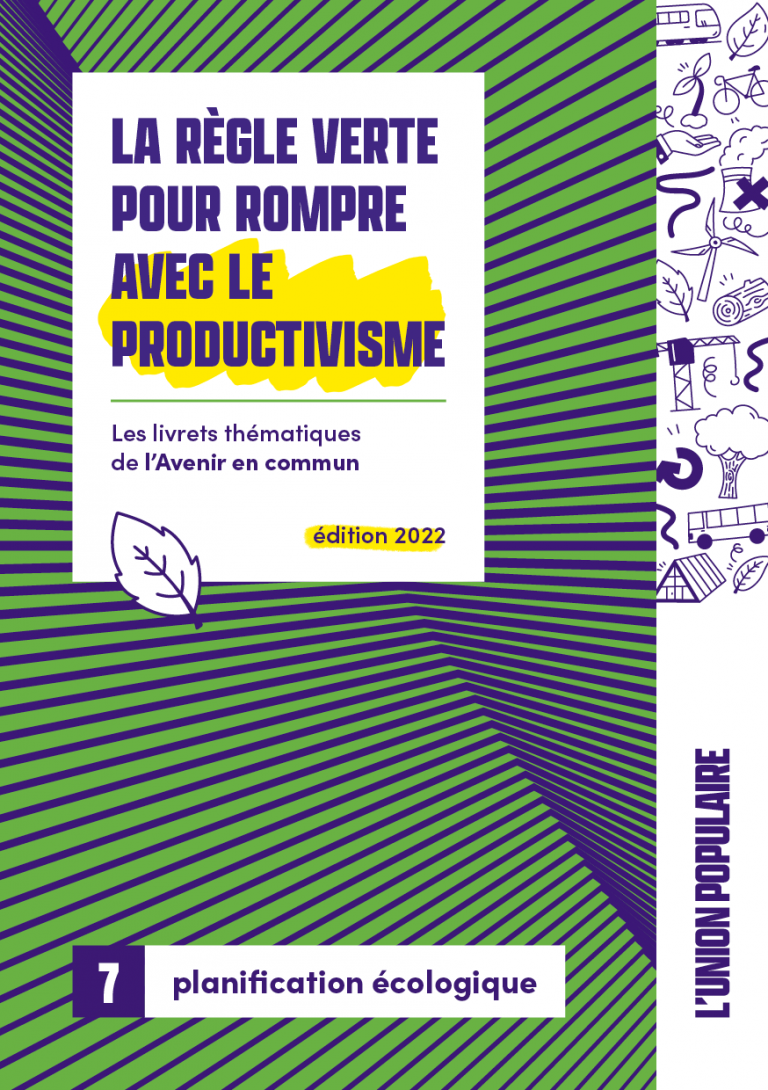 LA RÈGLE VERTE
POUR ROMPRE
AVEC LE
PRODUCTIVISME
Les livrets thématiques
de l'Avenir en commun
édition 2022
7
planification écologique
L'UNION POPULAIRE